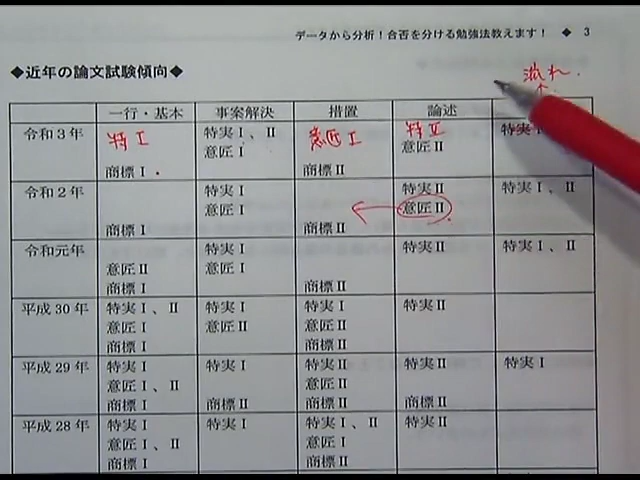 データから分析！合否を分ける勉強法教えます！ ◆ 3
◆近年の論文試験傾向◆
流れ
一行・基本 事案解決 措置 論述
令和3年 特Ⅰ 特実Ⅰ、Ⅱ 意匠Ⅰ 特Ⅱ 特実Ⅰ
意匠Ⅰ 意匠Ⅱ
商標Ⅰ 商標Ⅱ
令和2年 特実Ⅰ 特実Ⅱ 特実Ⅰ、Ⅱ
意匠Ⅰ 意匠Ⅱ
商標Ⅰ 商標Ⅱ
令和元年 特実Ⅰ 特実Ⅱ 特実Ⅰ、Ⅱ
意匠Ⅱ 意匠Ⅰ
商標Ⅰ 商標Ⅱ
平成30年 特実Ⅰ、Ⅱ 特実Ⅰ 特実Ⅰ 特実Ⅱ
意匠Ⅰ 意匠Ⅱ 意匠Ⅱ
商標Ⅰ 商標Ⅱ
平成29年 特実Ⅰ 特実Ⅰ 特実Ⅱ 特実Ⅱ 特実Ⅰ
意匠Ⅰ、Ⅱ 意匠Ⅱ
商標Ⅰ 商標Ⅱ 商標Ⅱ 商標Ⅱ
平成28年 特実Ⅰ 特実Ⅰ 特実Ⅰ、Ⅱ 特実Ⅱ
意匠Ⅰ、Ⅱ 意匠Ⅰ
商標Ⅰ 商標Ⅱ